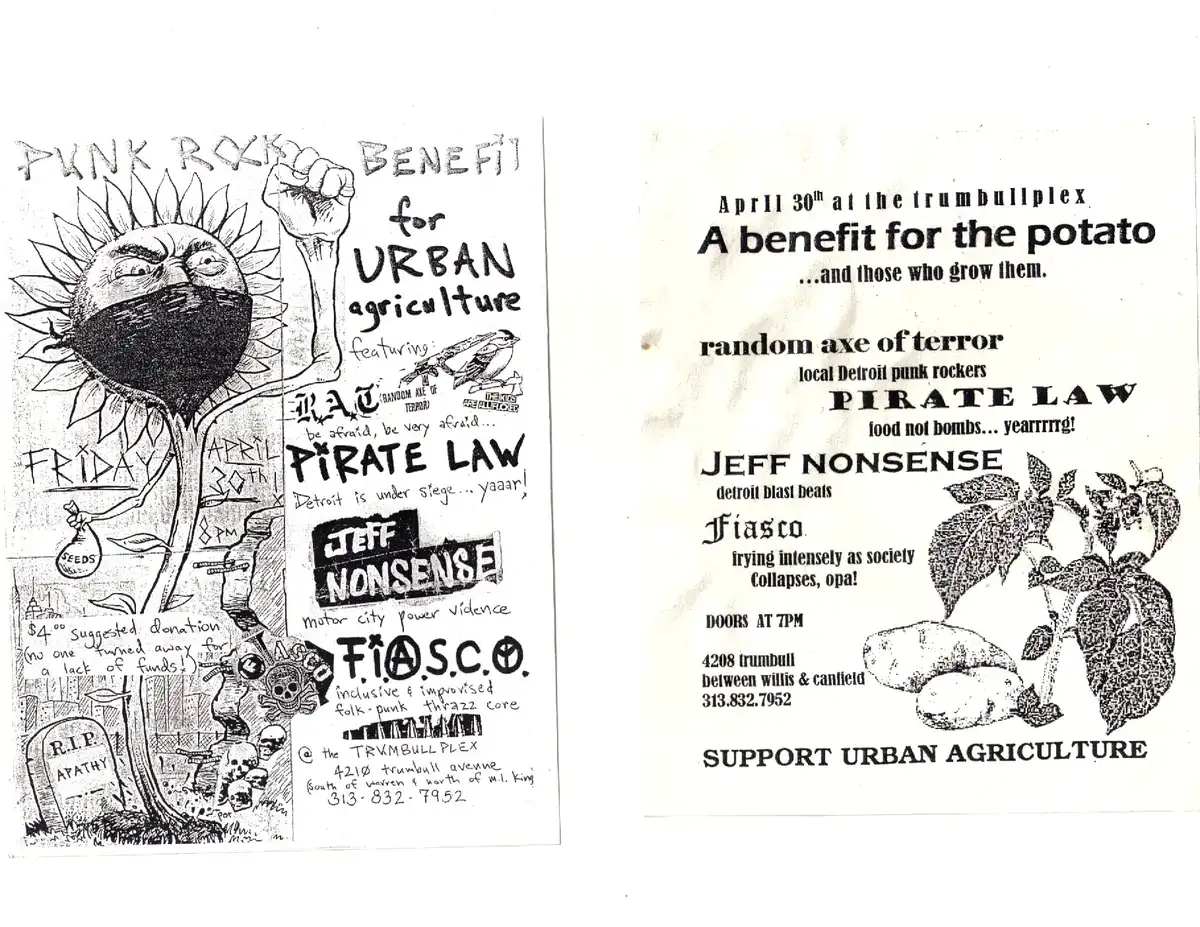 PUNK ROCK BENEFIT
for
URBAN
agriculture
featuring:
R.A.T.
(RANDOM AXE OF
TERROR)
THE KIDS
be afraid, be very afraid...
PiRATE LAW
Detroit is under siege... yaaar!
JEFF
NONSENSE
motor city power vidence
F.i.A.S.C.O.
inclusive & improvised
folk-punk thrazz core
@ the TRUMBULLPLEX
4210 trumbull avenue
(south of warren & north of m.l. king)
313-832-7952
FRiDAY APRiL
30TH!
8PM
SEEDS
$4.00 suggested donation
(no one turned away for
a lack of funds!)
R.I.P.
APATHY
April 30th at the trumbullplex
A benefit for the potato
...and those who grow them.
random axe of terror
local Detroit punk rockers
PIRATE LAW
food not bombs... yearrrrrg!
JEFF NONSENSE
detroit blast beats
Fiasco
frying intensely as society
Collapses, opa!
DOORS AT 7PM
4208 trumbull
between willis & canfield
313.832.7952
SUPPORT URBAN AGRICULTURE